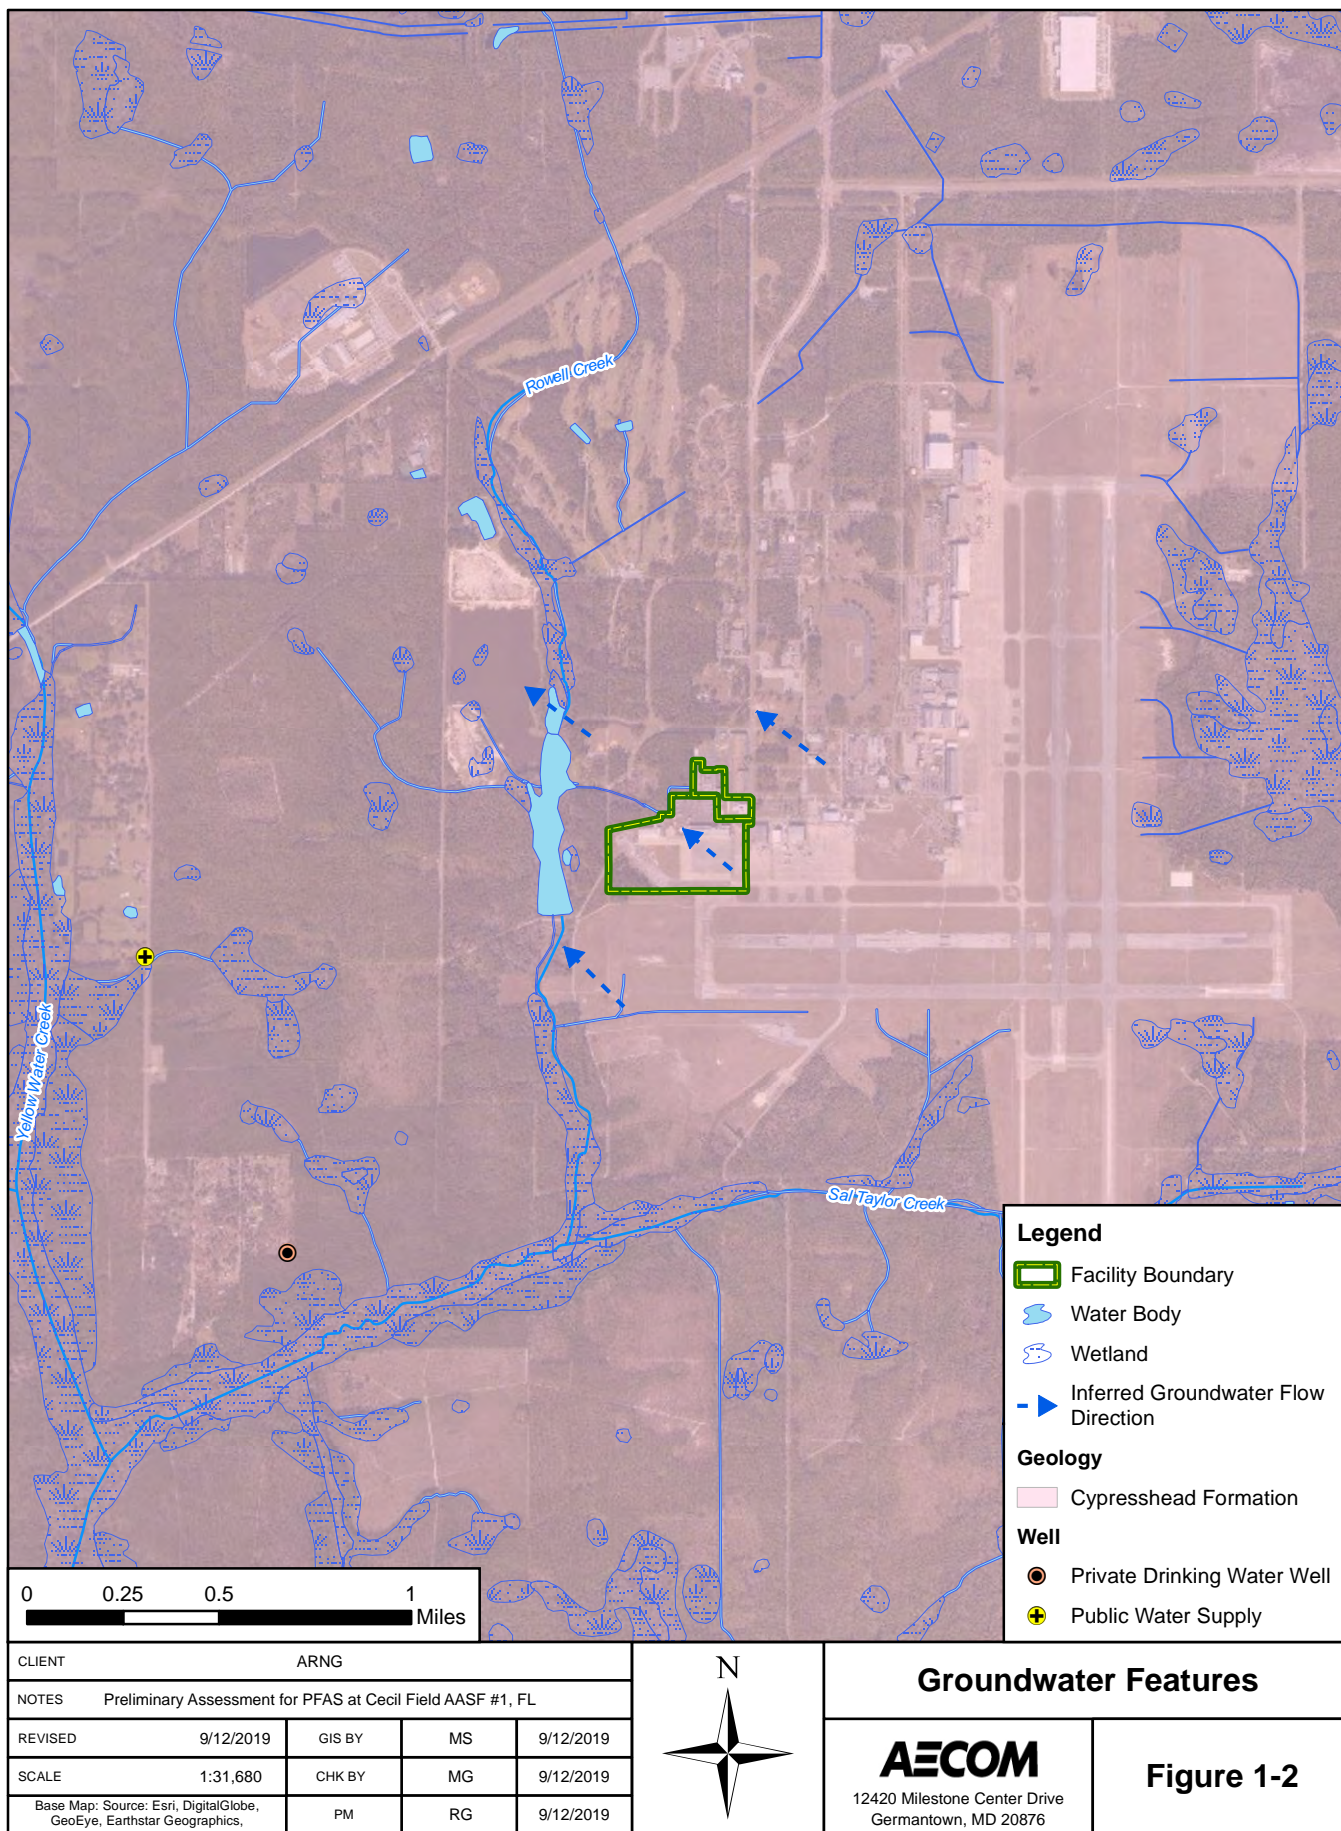 Rowell Creek
Yellow Water Creek
Sal Taylor Creek
Legend
Facility Boundary
Water Body
Wetland
Inferred Groundwater Flow
Direction
Geology
Cypresshead Formation
Well
Private Drinking Water Well
Public Water Supply
0 0.25 0.5 1
Miles
CLIENT ARNG
NOTES Preliminary Assessment for PFAS at Cecil Field AASF #1, FL
REVISED 9/12/2019 GIS BY MS 9/12/2019
SCALE 1:31,680 CHK BY MG 9/12/2019
Base Map: Source: Esri, DigitalGlobe,
GeoEye, Earthstar Geographics,
PM RG 9/12/2019
N
Groundwater Features
AECOM
12420 Milestone Center Drive
Germantown, MD 20876
Figure 1-2